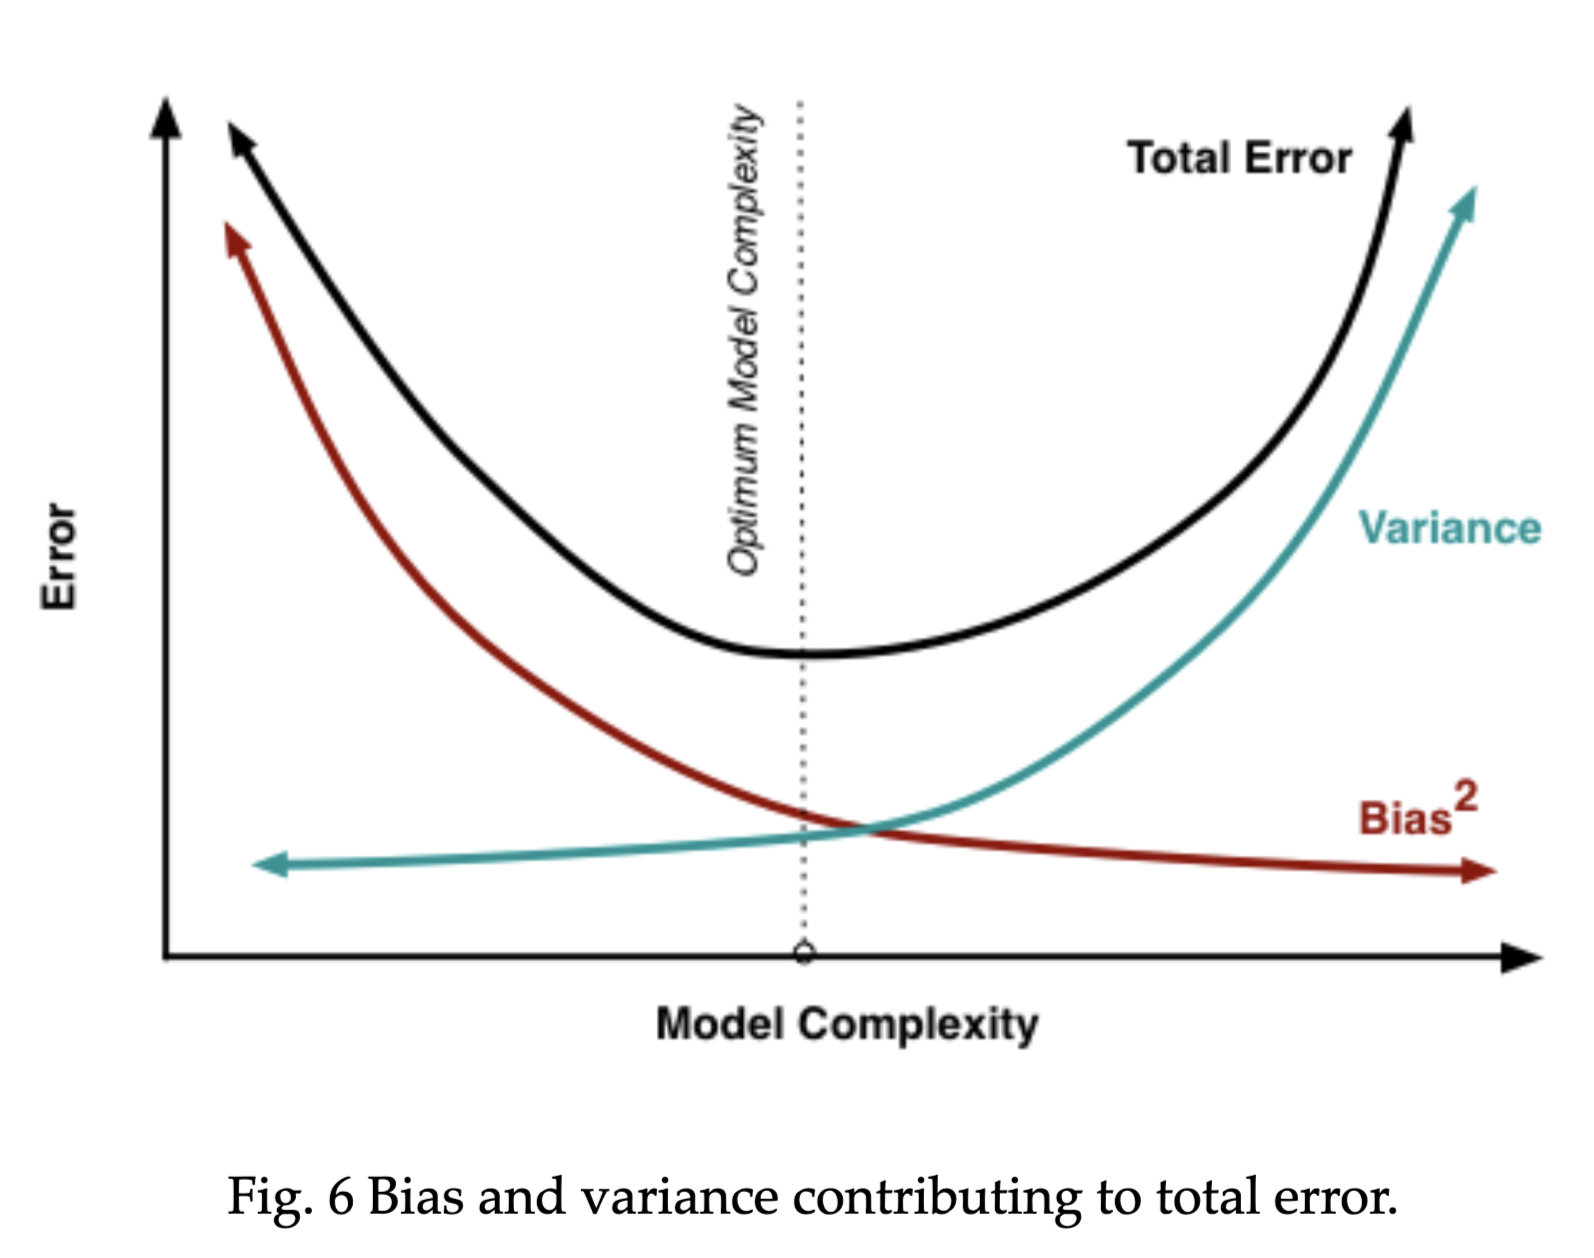 Optimum Model Complexity
Total Error
Error
Variance
Bias²
Model Complexity
Fig. 6 Bias and variance contributing to total error.